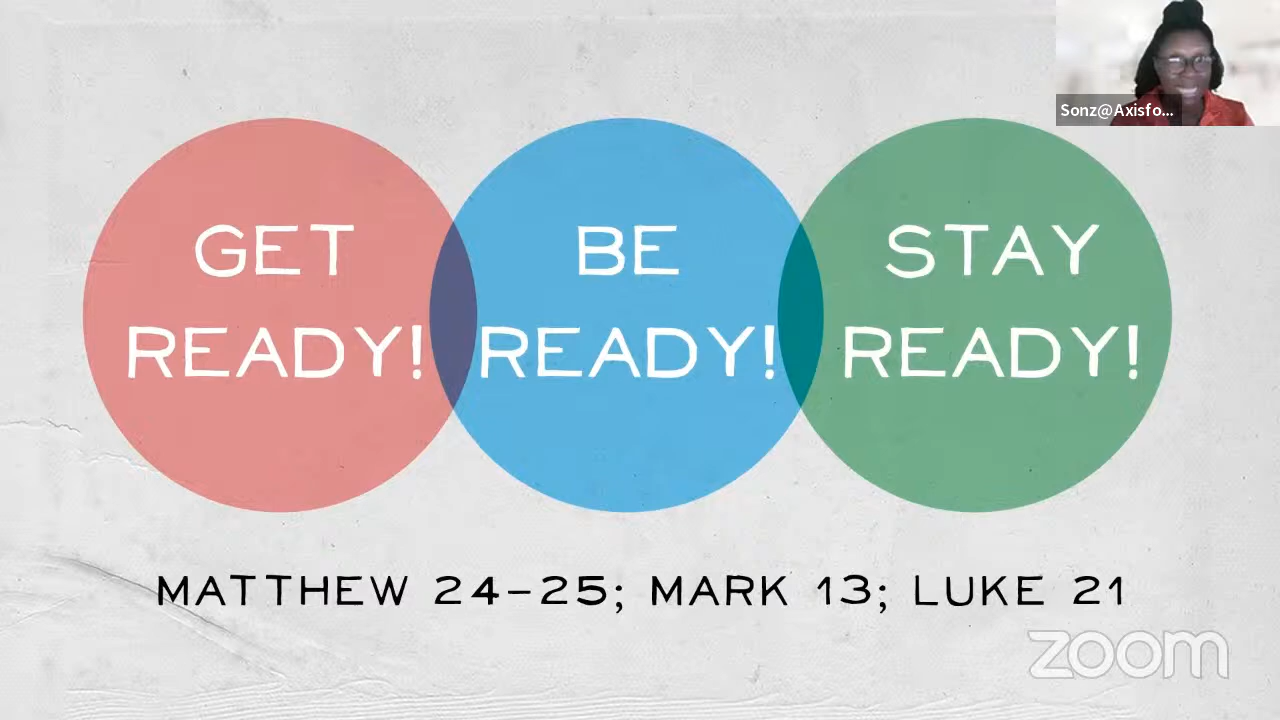 Sonz@Axisfo...
GET
READY!
BE
READY!
STAY
READY!
MATTHEW 24-25; MARK 13; LUKE 21
zoom